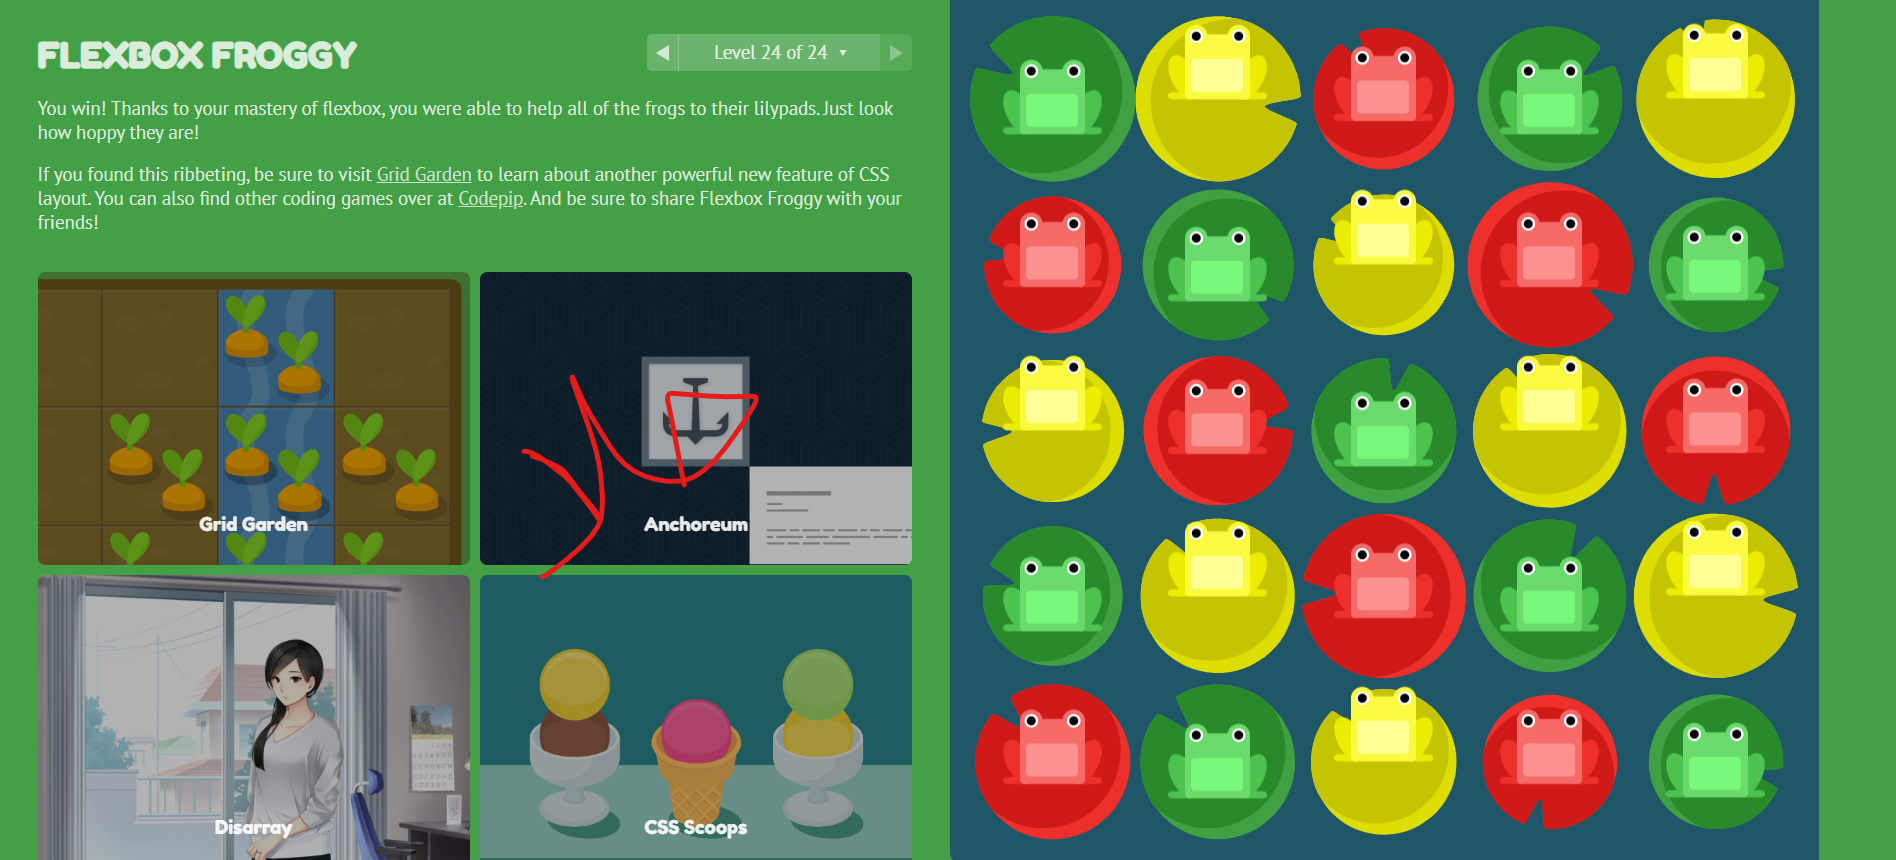 FLEXBOX FROGGY
Level 24 of 24
You win! Thanks to your mastery of flexbox, you were able to help all of the frogs to their lilypads. Just look
how hoppy they are!
If you found this ribbeting, be sure to visit Grid Garden to learn about another powerful new feature of CSS
layout. You can also find other coding games over at Codepip. And be sure to share Flexbox Froggy with your
friends!
Grid Garden
Anchoreum
Disarray
CSS Scoops